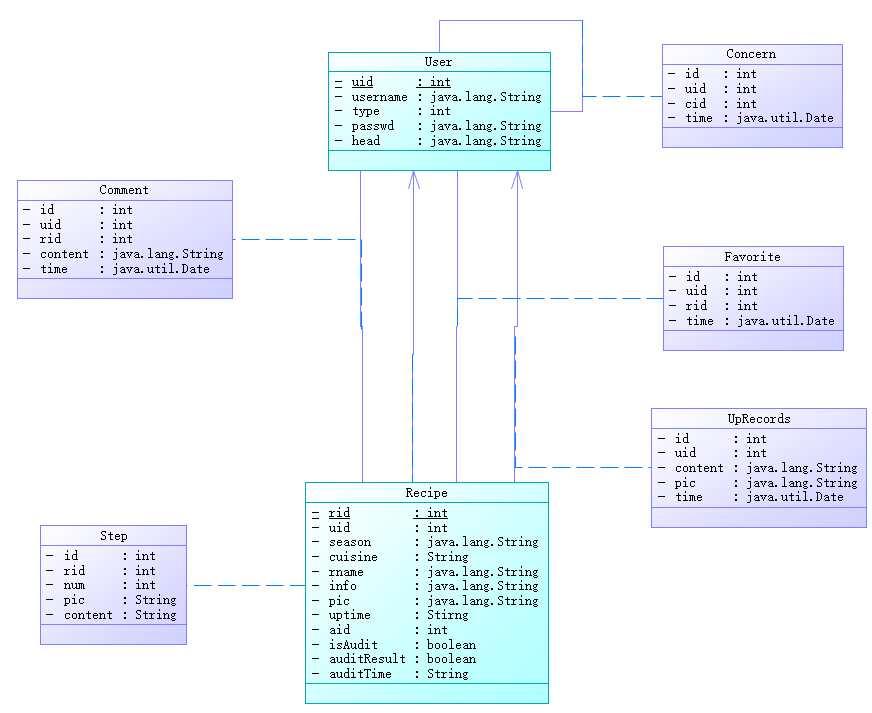 User
- uid : int
- username : java.lang.String
- type : int
- passwd : java.lang.String
- head : java.lang.String
Concern
- id : int
- uid : int
- cid : int
- time : java.util.Date
Comment
- id : int
- uid : int
- rid : int
- content : java.lang.String
- time : java.util.Date
Favorite
- id : int
- uid : int
- rid : int
- time : java.util.Date
UpRecords
- id : int
- uid : int
- content : java.lang.String
- pic : java.lang.String
- time : java.util.Date
Recipe
- rid : int
- uid : int
- season : java.lang.String
- cuisine : String
- rname : java.lang.String
- info : java.lang.String
- pic : java.lang.String
- uptime : Stirng
- aid : int
- isAudit : boolean
- auditResult : boolean
- auditTime : String
Step
- id : int
- rid : int
- num : int
- pic : String
- content : String